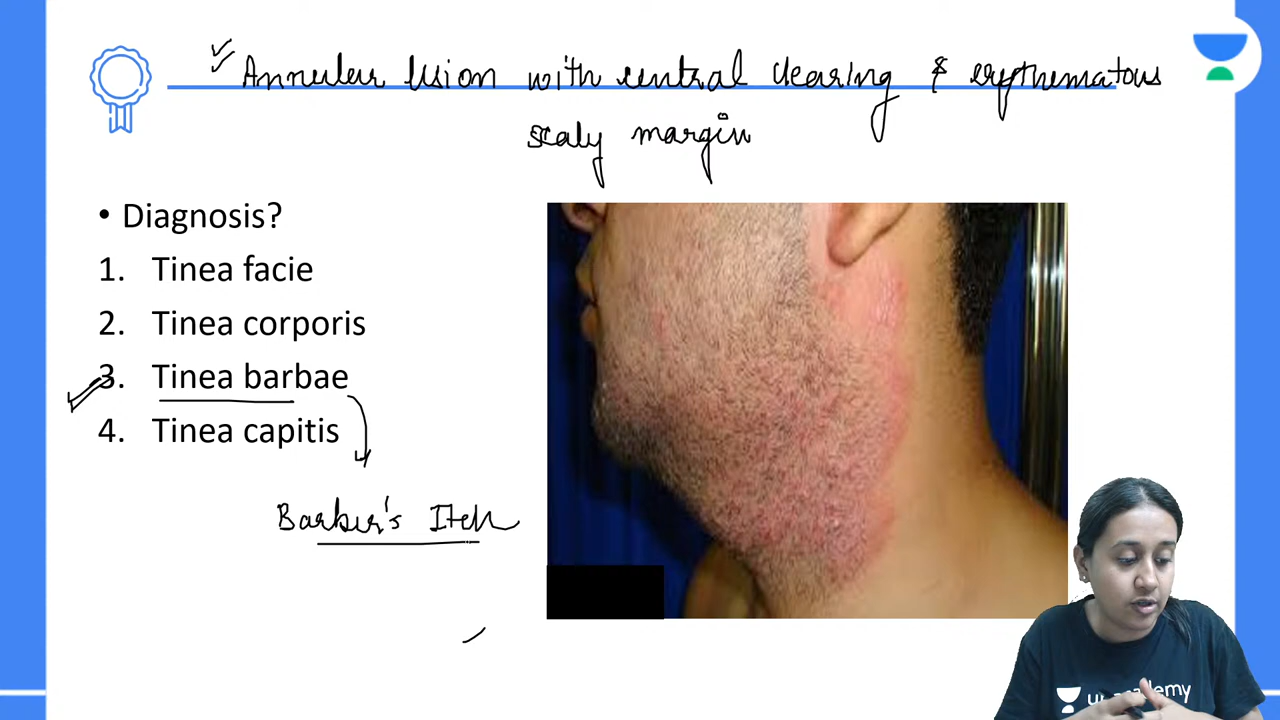 Annular lesion with central clearing & erythematous
scaly margin
• Diagnosis?
1. Tinea facie
2. Tinea corporis
3. Tinea barbae
4. Tinea capitis
Barber's Itch
unacademy